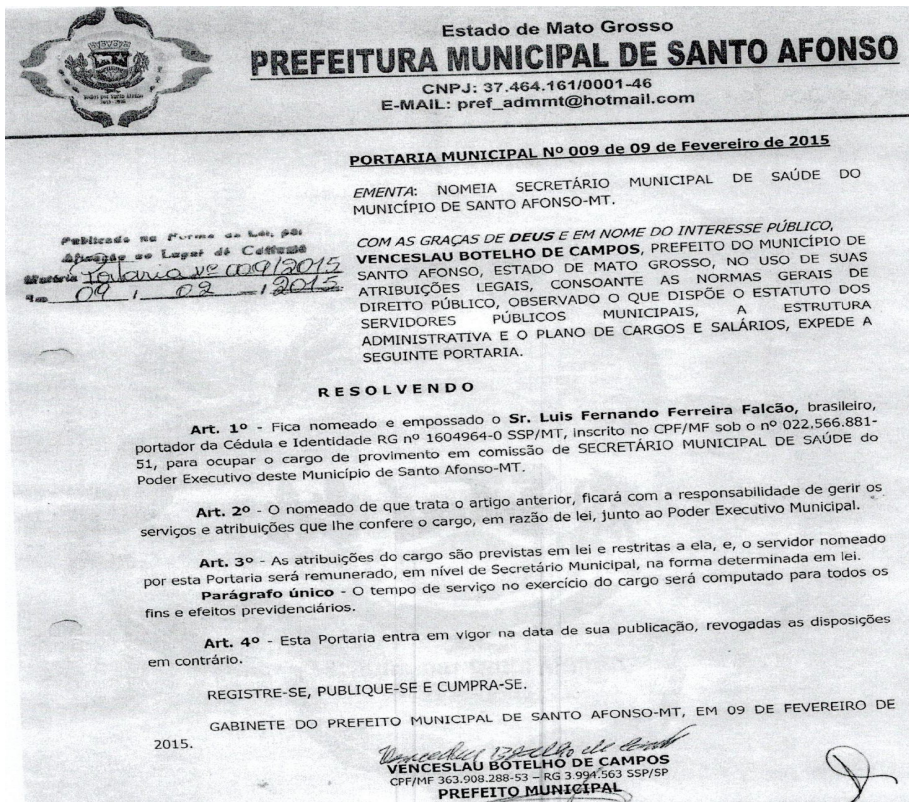 Estado de Mato Grosso
PREFEITURA MUNICIPAL DE SANTO AFONSO
CNPJ: 37.464.161/0001-46
E-MAIL: pref_admmt@hotmail.com
PORTARIA MUNICIPAL Nº 009 de 09 de Fevereiro de 2015
EMENTA: NOMEIA SECRETÁRIO MUNICIPAL DE SAÚDE DO
MUNICÍPIO DE SANTO AFONSO-MT.
Publicado na Forma da Lei, por
Afixação no Lugar de Costume
Matéria Portaria nº 009/2015
Em 09 / 02 / 2015
COM AS GRAÇAS DE DEUS E EM NOME DO INTERESSE PÚBLICO,
VENCESLAU BOTELHO DE CAMPOS, PREFEITO DO MUNICÍPIO DE
SANTO AFONSO, ESTADO DE MATO GROSSO, NO USO DE SUAS
ATRIBUIÇÕES LEGAIS, CONSOANTE AS NORMAS GERAIS DE
DIREITO PÚBLICO, OBSERVADO O QUE DISPÕE O ESTATUTO DOS
SERVIDORES PÚBLICOS MUNICIPAIS, A ESTRUTURA
ADMINISTRATIVA E O PLANO DE CARGOS E SALÁRIOS, EXPEDE A
SEGUINTE PORTARIA.
RESOLVENDO
Art. 1º - Fica nomeado e empossado o Sr. Luis Fernando Ferreira Falcão, brasileiro,
portador da Cédula e Identidade RG nº 1604964-0 SSP/MT, inscrito no CPF/MF sob o nº 022.566.881-
51, para ocupar o cargo de provimento em comissão de SECRETÁRIO MUNICIPAL DE SAÚDE do
Poder Executivo deste Município de Santo Afonso-MT.
Art. 2º - O nomeado de que trata o artigo anterior, ficará com a responsabilidade de gerir os
serviços e atribuições que lhe confere o cargo, em razão de lei, junto ao Poder Executivo Municipal.
Art. 3º - As atribuições do cargo são previstas em lei e restritas a ela, e, o servidor nomeado
por esta Portaria será remunerado, em nível de Secretário Municipal, na forma determinada em lei.
Parágrafo único - O tempo de serviço no exercício do cargo será computado para todos os
fins e efeitos previdenciários.
Art. 4º - Esta Portaria entra em vigor na data de sua publicação, revogadas as disposições
em contrário.
REGISTRE-SE, PUBLIQUE-SE E CUMPRA-SE.
GABINETE DO PREFEITO MUNICIPAL DE SANTO AFONSO-MT, EM 09 DE FEVEREIRO DE
2015.
Venceslau Botelho de Campos
VENCESLAU BOTELHO DE CAMPOS
CPF/MF 363.908.288-53 – RG 3.994.563 SSP/SP
PREFEITO MUNICIPAL